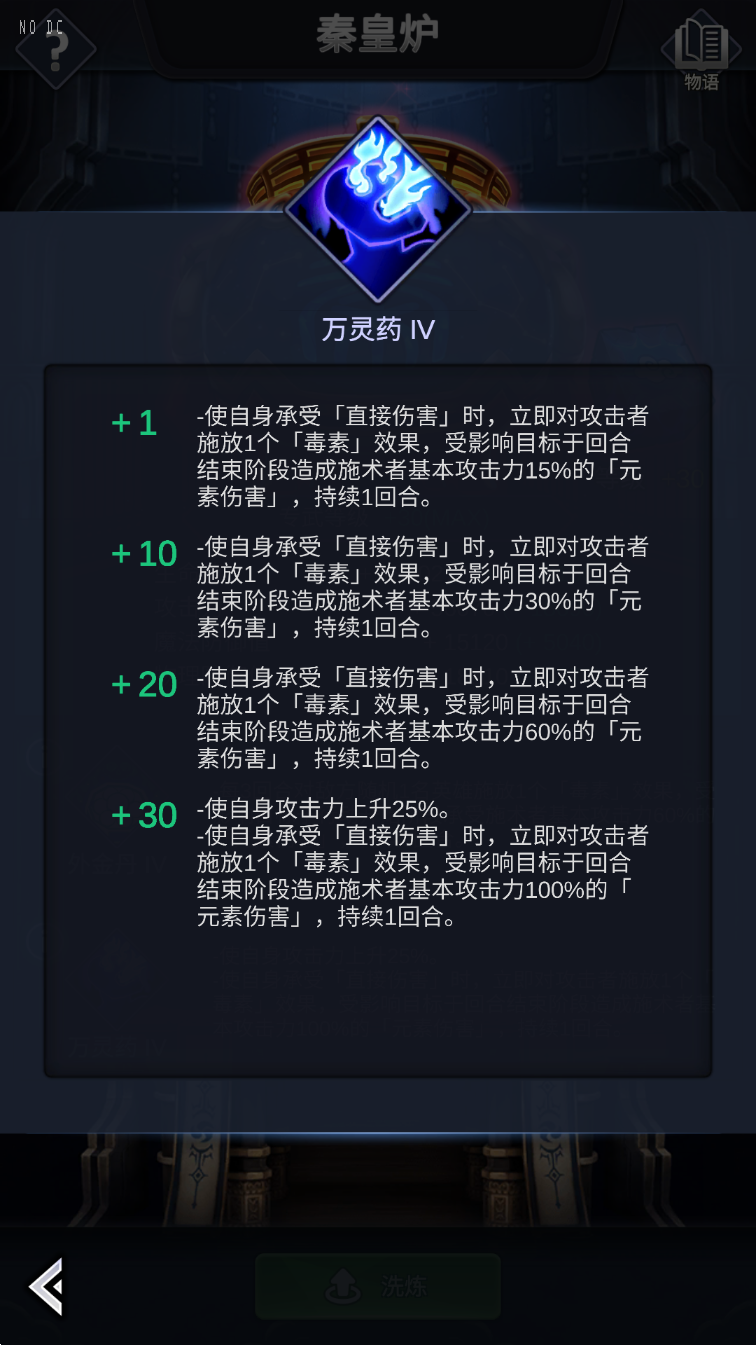 NO DC
秦皇炉
?
物语
万灵药 IV
+1
-使自身承受「直接伤害」时，立即对攻击者
施放1个「毒素」效果，受影响目标于回合
结束阶段造成施术者基本攻击力15%的「元
素伤害」，持续1回合。
+10
-使自身承受「直接伤害」时，立即对攻击者
施放1个「毒素」效果，受影响目标于回合
结束阶段造成施术者基本攻击力30%的「元
素伤害」，持续1回合。
+20
-使自身承受「直接伤害」时，立即对攻击者
施放1个「毒素」效果，受影响目标于回合
结束阶段造成施术者基本攻击力60%的「元
素伤害」，持续1回合。
+30
-使自身攻击力上升25%。
-使自身承受「直接伤害」时，立即对攻击者
施放1个「毒素」效果，受影响目标于回合
结束阶段造成施术者基本攻击力100%的「
元素伤害」，持续1回合。
洗炼